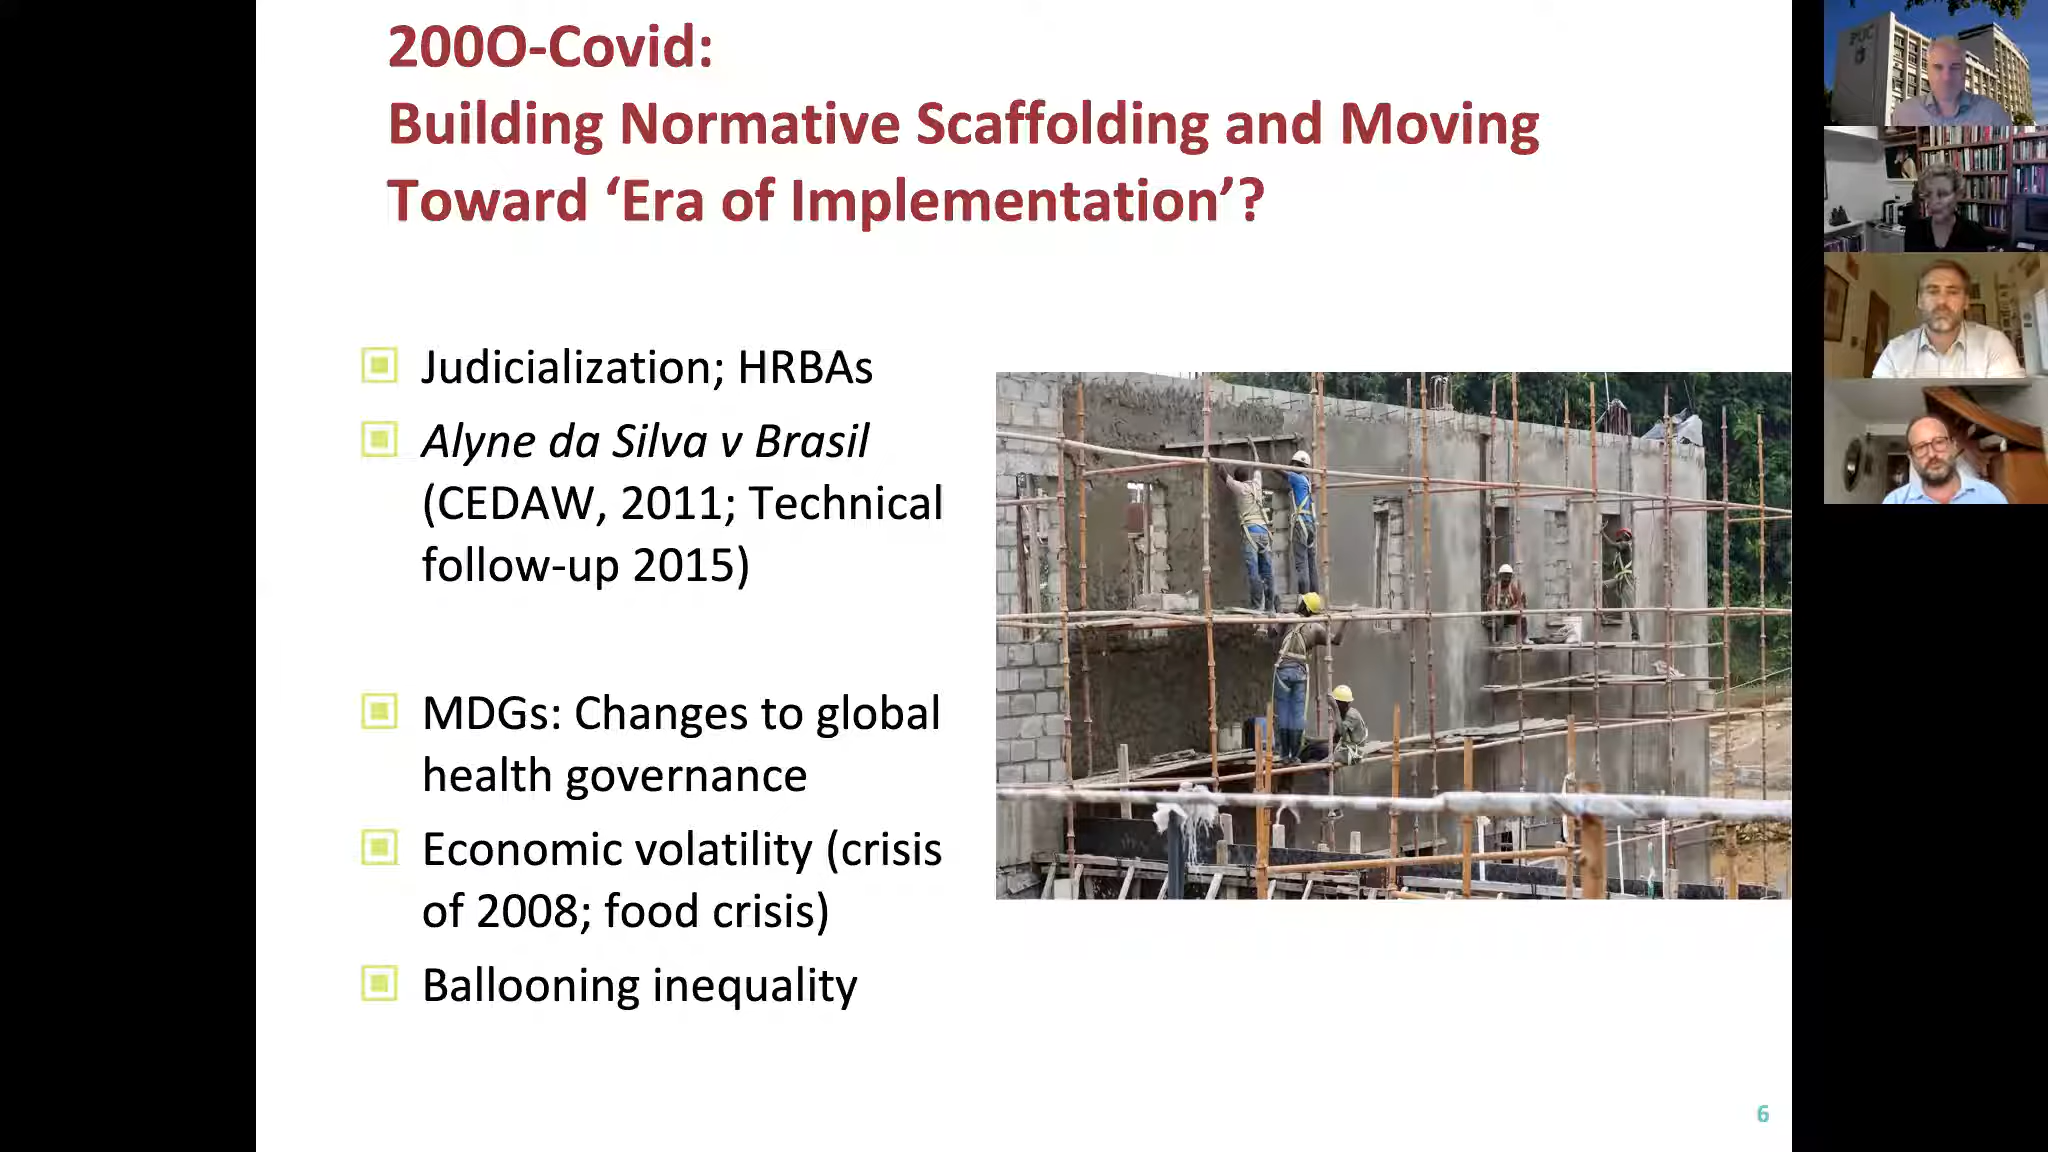 200O-Covid:
Building Normative Scaffolding and Moving
Toward ‘Era of Implementation’?
Judicialization; HRBAs
Alyne da Silva v Brasil
(CEDAW, 2011; Technical
follow-up 2015)
MDGs: Changes to global
health governance
Economic volatility (crisis
of 2008; food crisis)
Ballooning inequality
6
PUC